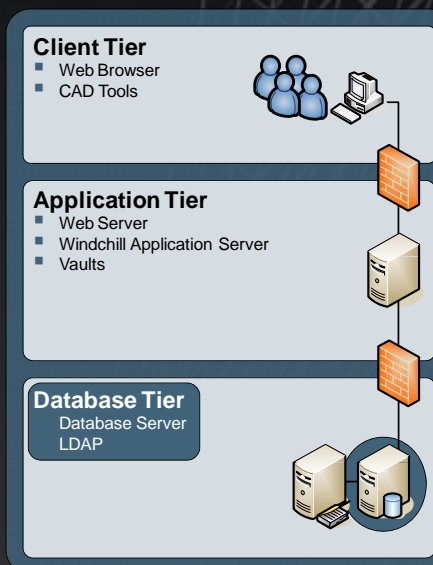 Client Tier
Web Browser
CAD Tools
Application Tier
Web Server
Windchill Application Server
Vaults
Database Tier
Database Server
LDAP